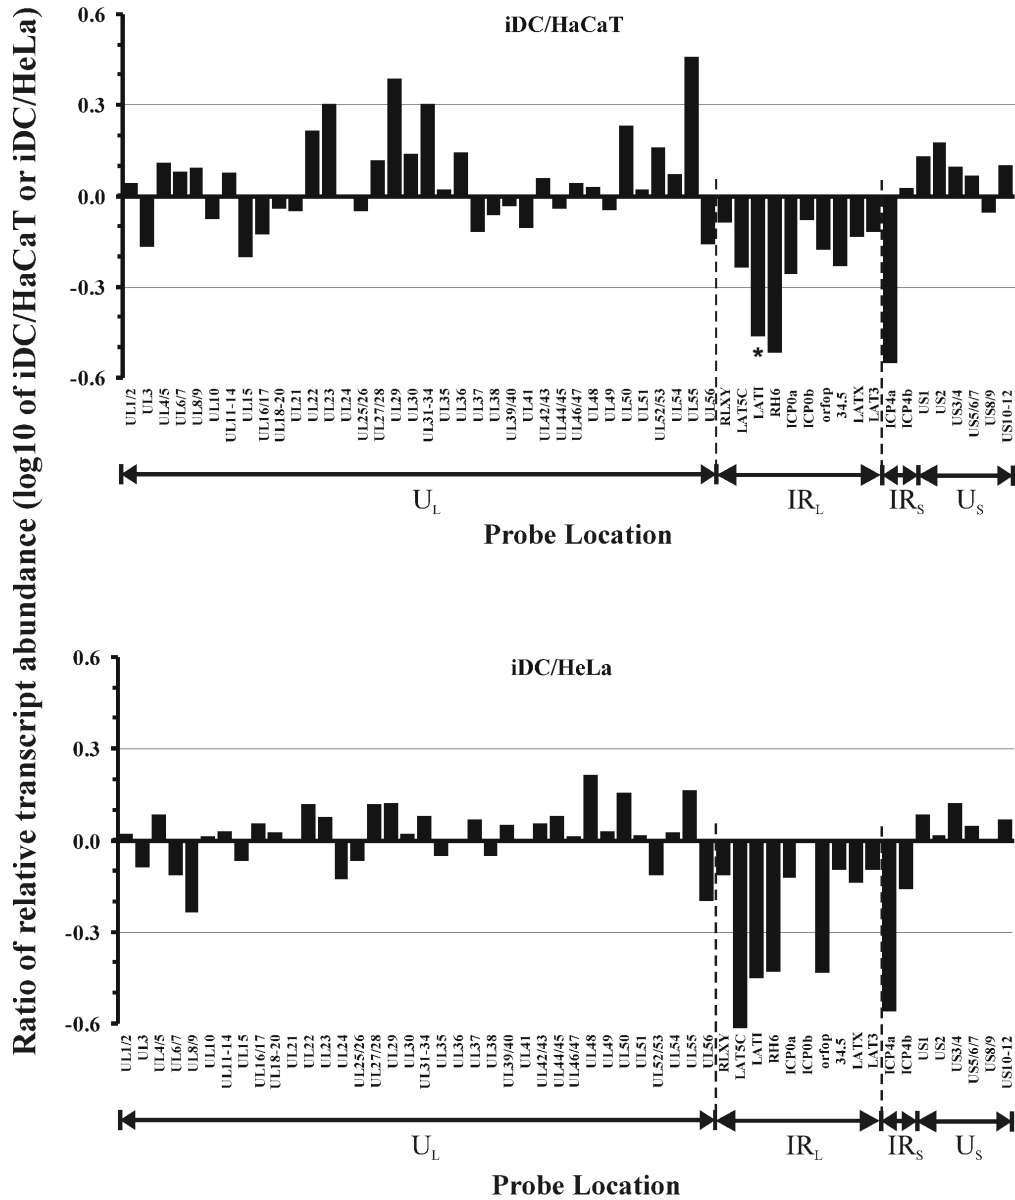 Ratio of relative transcript abundance (log10 of iDC/HaCaT or iDC/HeLa)
iDC/HaCaT
0.6
0.3
0.0
-0.3
-0.6
*
UL1/2 UL3 UL4/5 UL6/7 UL8/9 UL10 UL11-14 UL15 UL16/17 UL18-20 UL21 UL22 UL23 UL24 UL25/26 UL27/28 UL29 UL30 UL31-34 UL35 UL36 UL37 UL38 UL39/40 UL41 UL42/43 UL44/45 UL46/47 UL48 UL49 UL50 UL51 UL52/53 UL54 UL55 UL56 RLXY LAT5C LATI RH6 ICP0a ICP0b orfop 34.5 LATX LAT3 ICP4a ICP4b US1 US2 US3/4 US5/6/7 US8/9 US10-12
UL IRL IRS US
Probe Location
iDC/HeLa
0.6
0.3
0.0
-0.3
-0.6
UL1/2 UL3 UL4/5 UL6/7 UL8/9 UL10 UL11-14 UL15 UL16/17 UL18-20 UL21 UL22 UL23 UL24 UL25/26 UL27/28 UL29 UL30 UL31-34 UL35 UL36 UL37 UL38 UL39/40 UL41 UL42/43 UL44/45 UL46/47 UL48 UL49 UL50 UL51 UL52/53 UL54 UL55 UL56 RLXY LAT5C LATI RH6 ICP0a ICP0b orfop 34.5 LATX LAT3 ICP4a ICP4b US1 US2 US3/4 US5/6/7 US8/9 US10-12
UL IRL IRS US
Probe Location